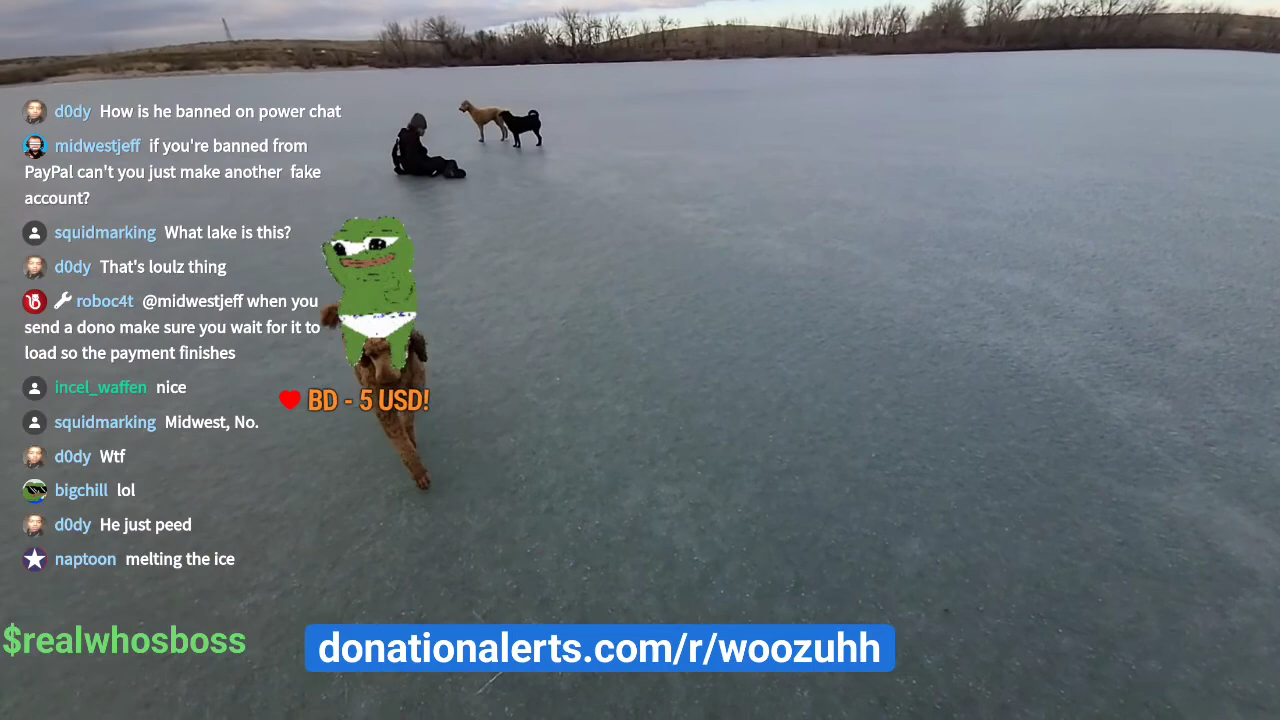 d0dy How is he banned on power chat
midwestjeff if you're banned from
PayPal can't you just make another fake
account?
squidmarking What lake is this?
d0dy That's loulz thing
roboc4t @midwestjeff when you
send a dono make sure you wait for it to
load so the payment finishes
incel_waffen nice
BD - 5 USD!
squidmarking Midwest, No.
d0dy Wtf
bigchill lol
d0dy He just peed
naptoon melting the ice
$realwhosboss
donationalerts.com/r/woozuhh